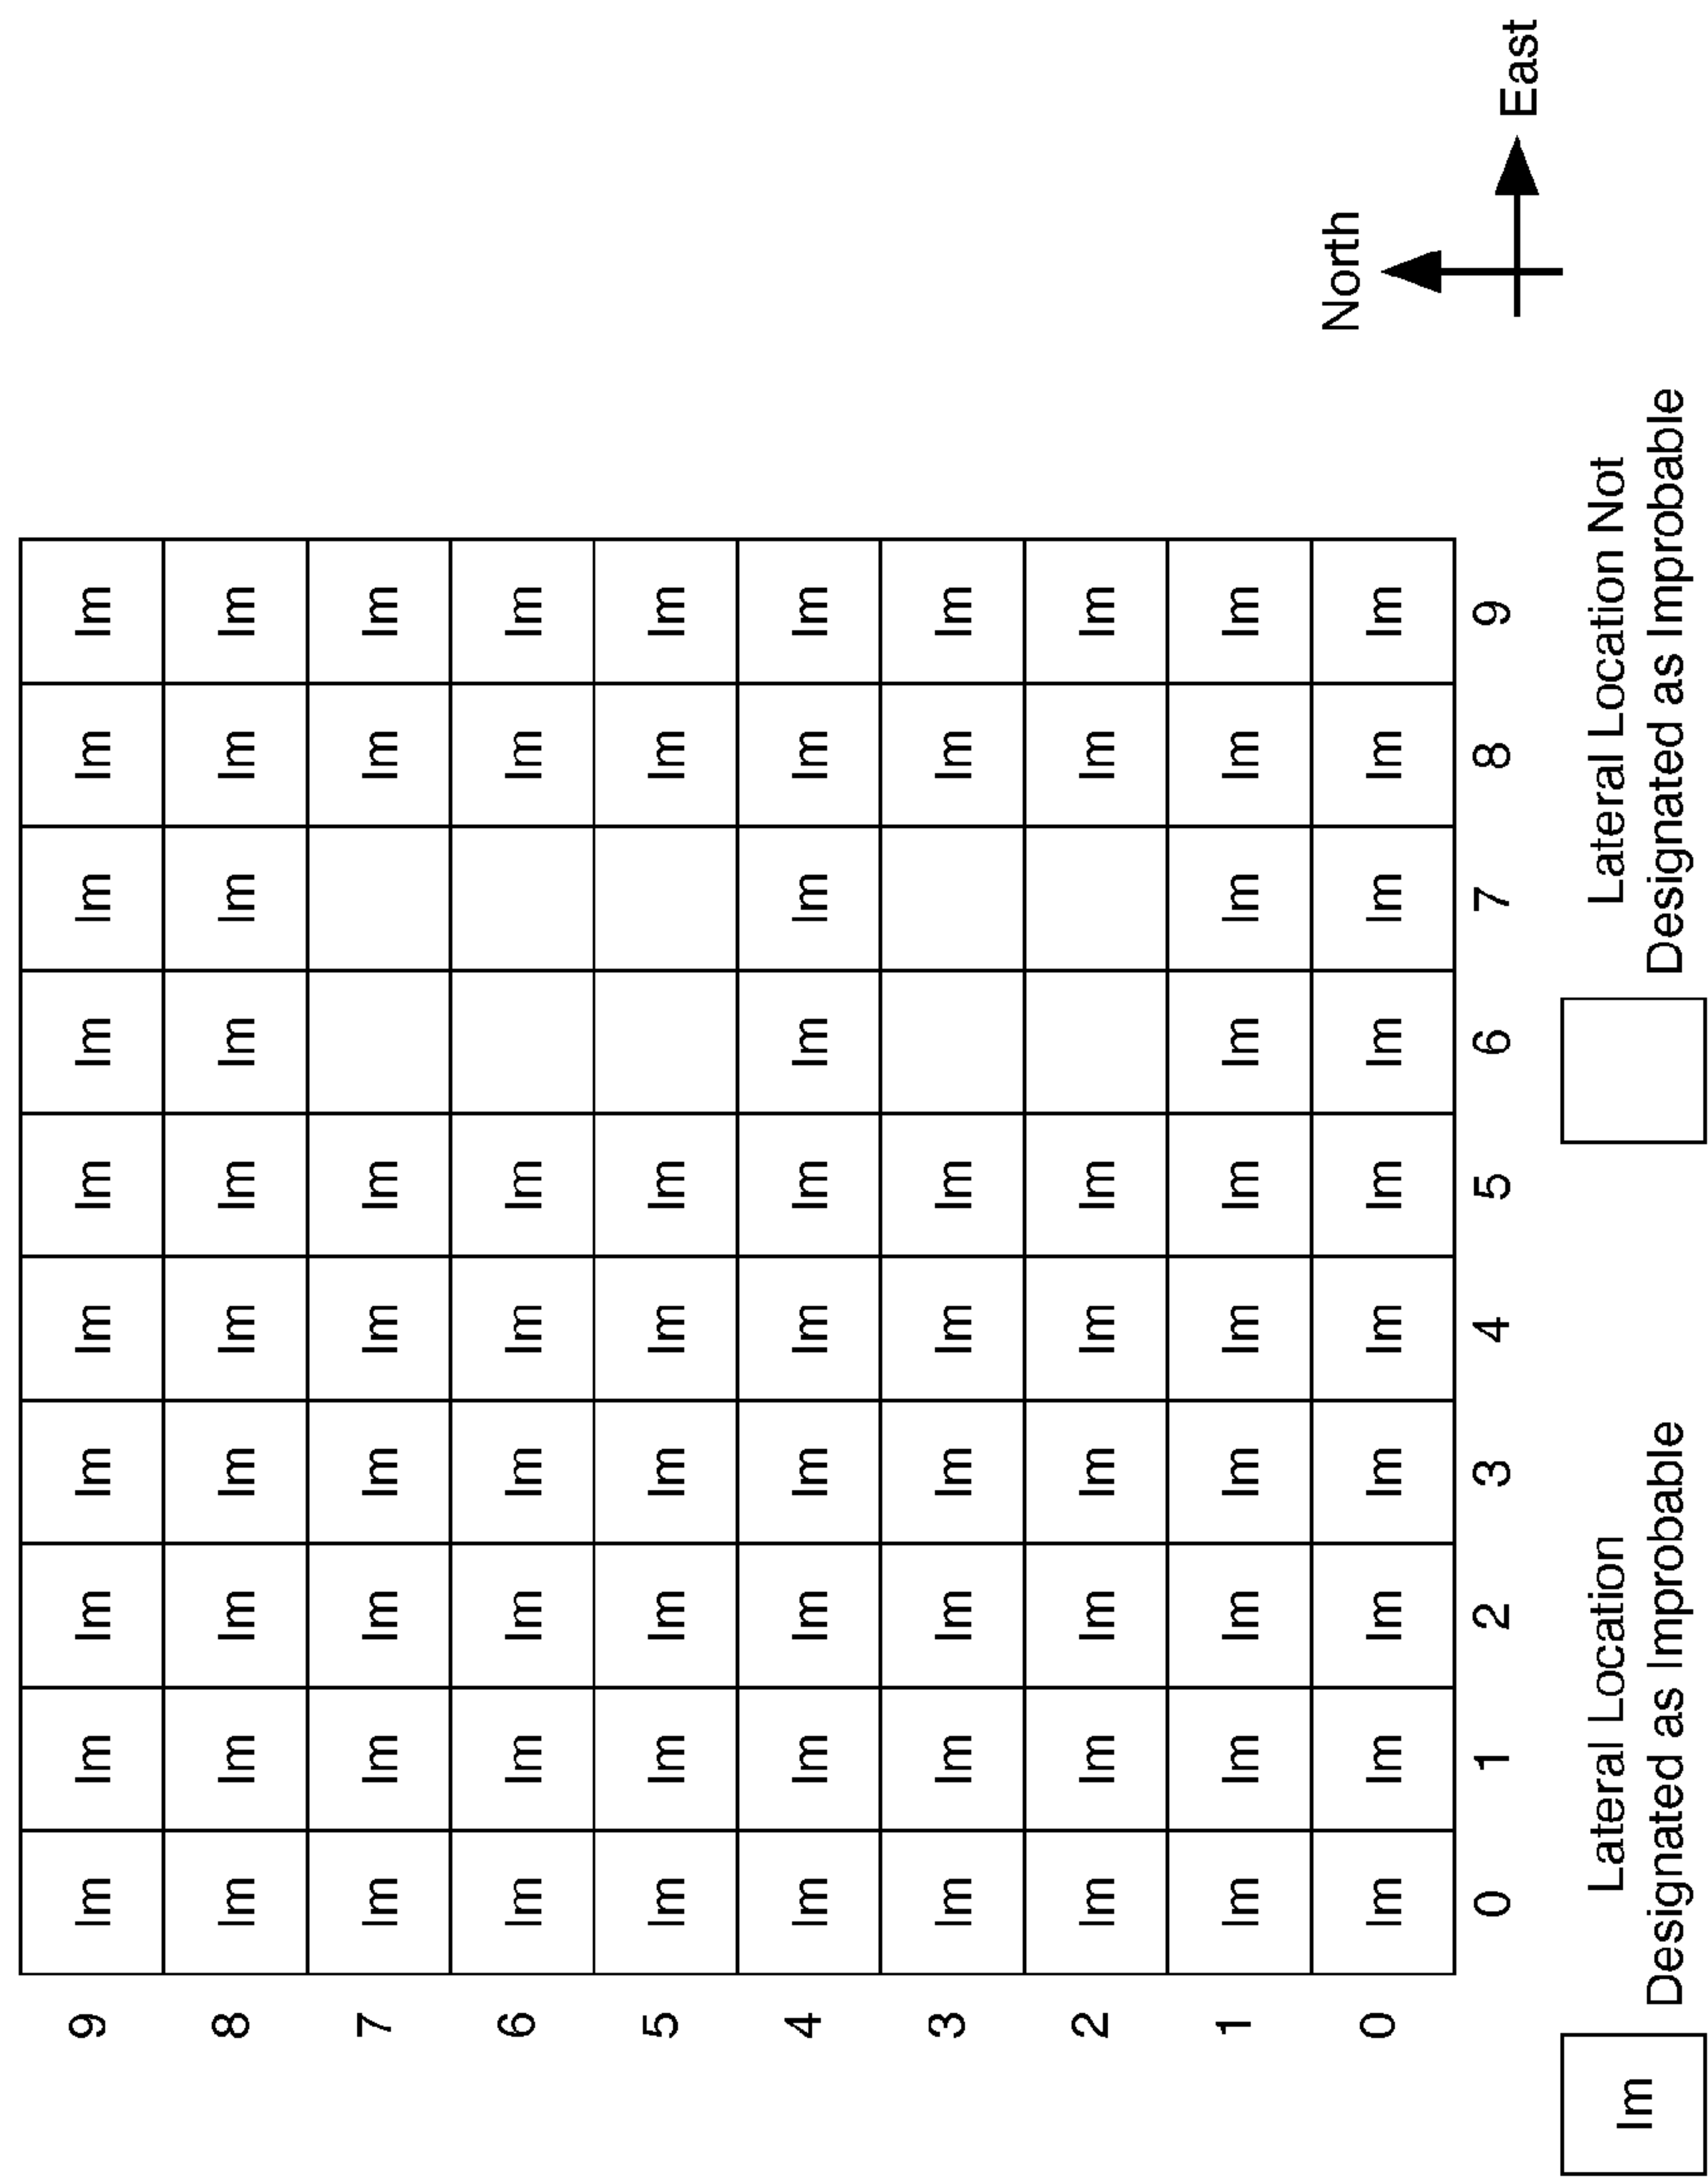 9 Im Im Im Im Im Im Im Im Im Im
8 Im Im Im Im Im Im Im Im Im Im
7 Im Im Im Im Im Im Im Im
6 Im Im Im Im Im Im Im Im
5 Im Im Im Im Im Im Im Im
4 Im Im Im Im Im Im Im Im Im Im
3 Im Im Im Im Im Im Im Im
2 Im Im Im Im Im Im Im Im
1 Im Im Im Im Im Im Im Im Im Im
0 Im Im Im Im Im Im Im Im Im Im
0 1 2 3 4 5 6 7 8 9
North
East
Im
Lateral Location
Designated as Improbable
Lateral Location Not
Designated as Improbable